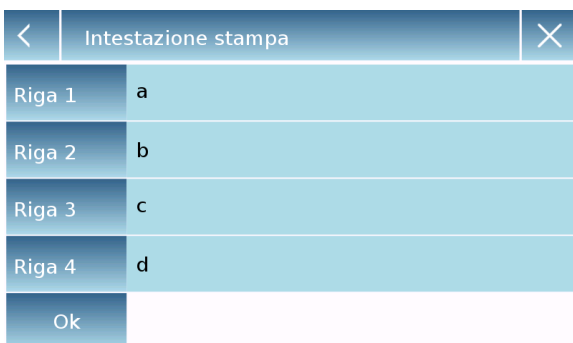 Intestazione stampa
Riga 1 a
Riga 2 b
Riga 3 c
Riga 4 d
Ok